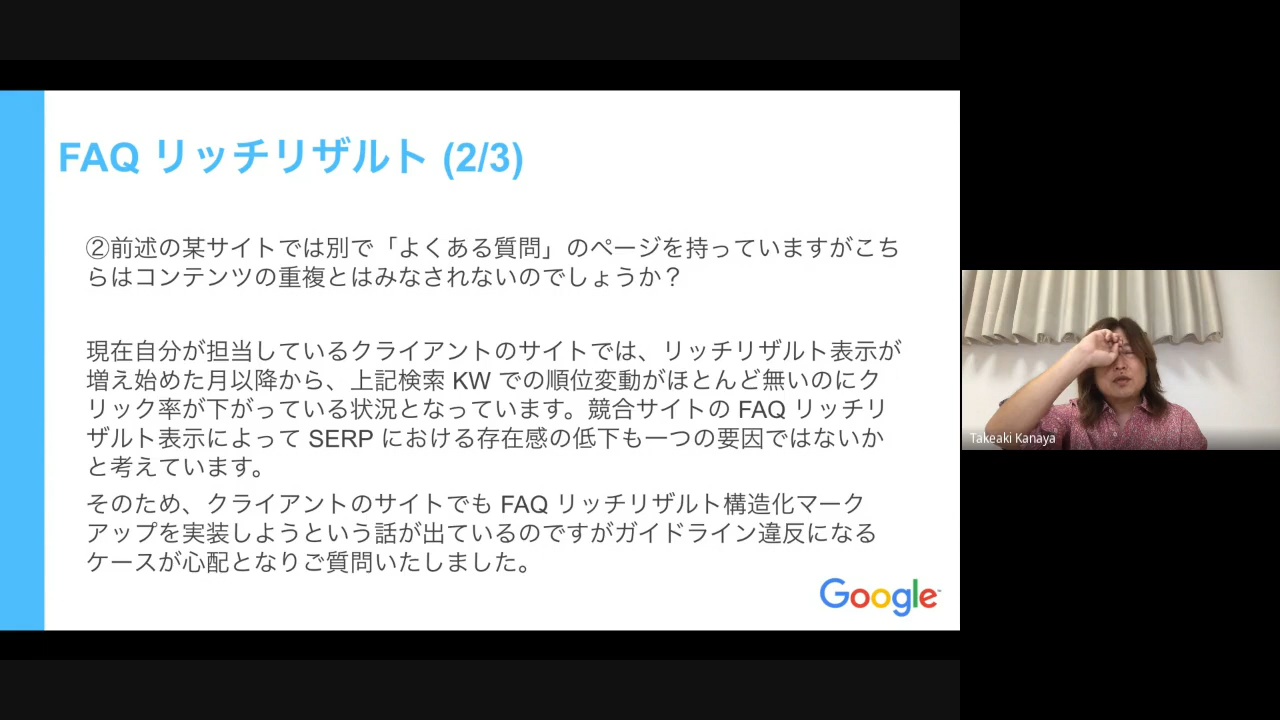 FAQ リッチリザルト (2/3)
②前述の某サイトでは別で「よくある質問」のページを持っていますがこち
らはコンテンツの重複とはみなされないのでしょうか？
現在自分が担当しているクライアントのサイトでは、リッチリザルト表示が
増え始めた月以降から、上記検索 KW での順位変動がほとんど無いのにク
リック率が下がっている状況となっています。競合サイトの FAQ リッチリ
ザルト表示によって SERP における存在感の低下も一つの要因ではないか
と考えています。
そのため、クライアントのサイトでも FAQ リッチリザルト構造化マーク
アップを実装しようという話が出ているのですがガイドライン違反になる
ケースが心配となりご質問いたしました。
Google
Takeaki Kanaya